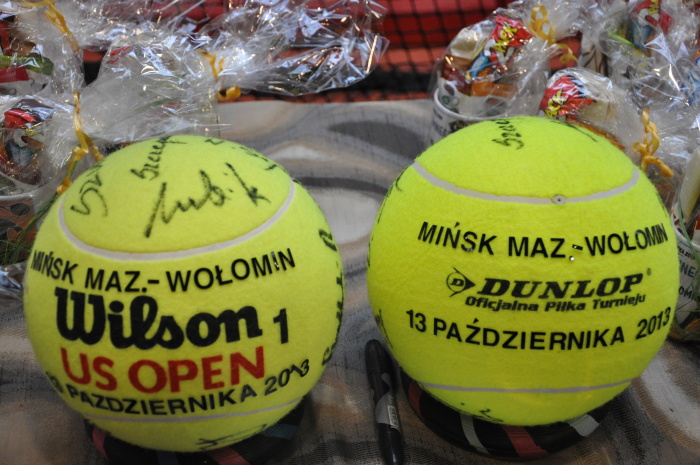 MIŃSK MAZ.-WOŁOMIN
Wilson 1
US OPEN
13 PAŹDZIERNIKA 2013
MIŃSK MAZ.-WOŁOMIN
DUNLOP
Oficjalna Piłka Turnieju
13 PAŹDZIERNIKA 2013